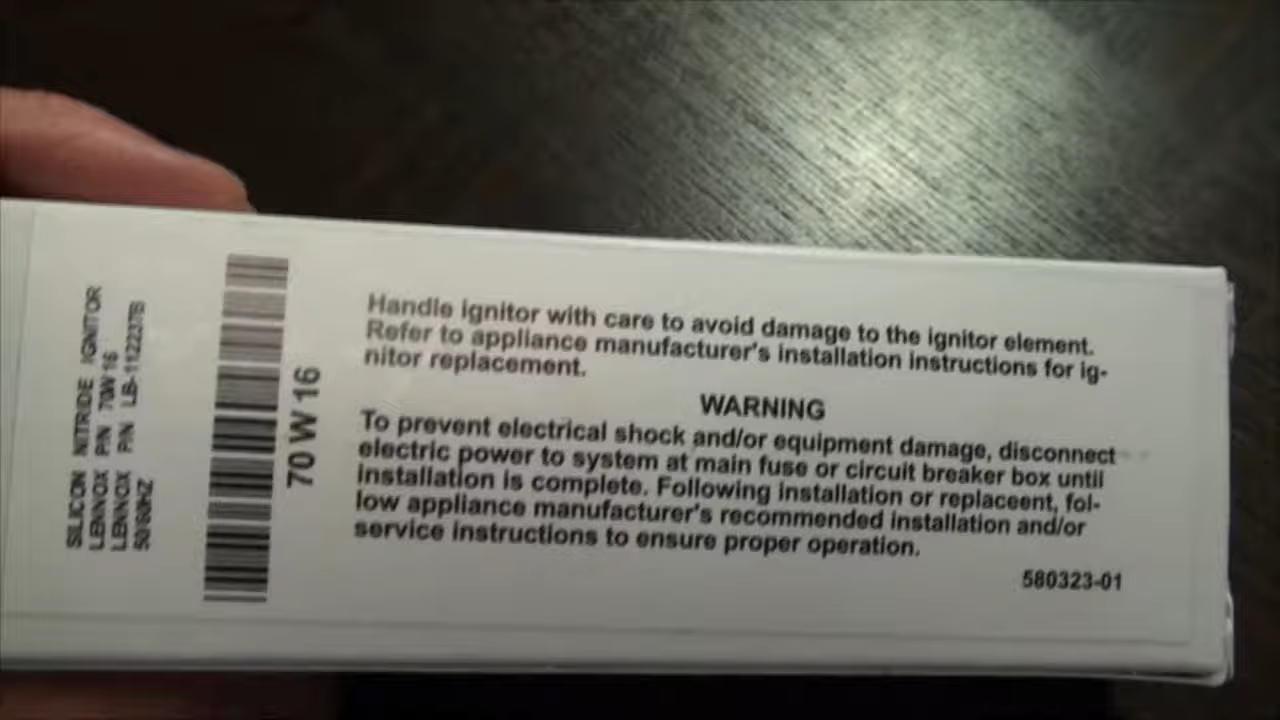 SILICON NITRIDE IGNITOR
LENNOX P/N 70W16
LENNOX P/N LB-112237B
50/60HZ
70W16
Handle ignitor with care to avoid damage to the ignitor element.
Refer to appliance manufacturer's installation instructions for ig-
nitor replacement.
WARNING
To prevent electrical shock and/or equipment damage, disconnect
electric power to system at main fuse or circuit breaker box until
installation is complete. Following installation or replaceent, fol-
low appliance manufacturer's recommended installation and/or
service instructions to ensure proper operation.
580323-01